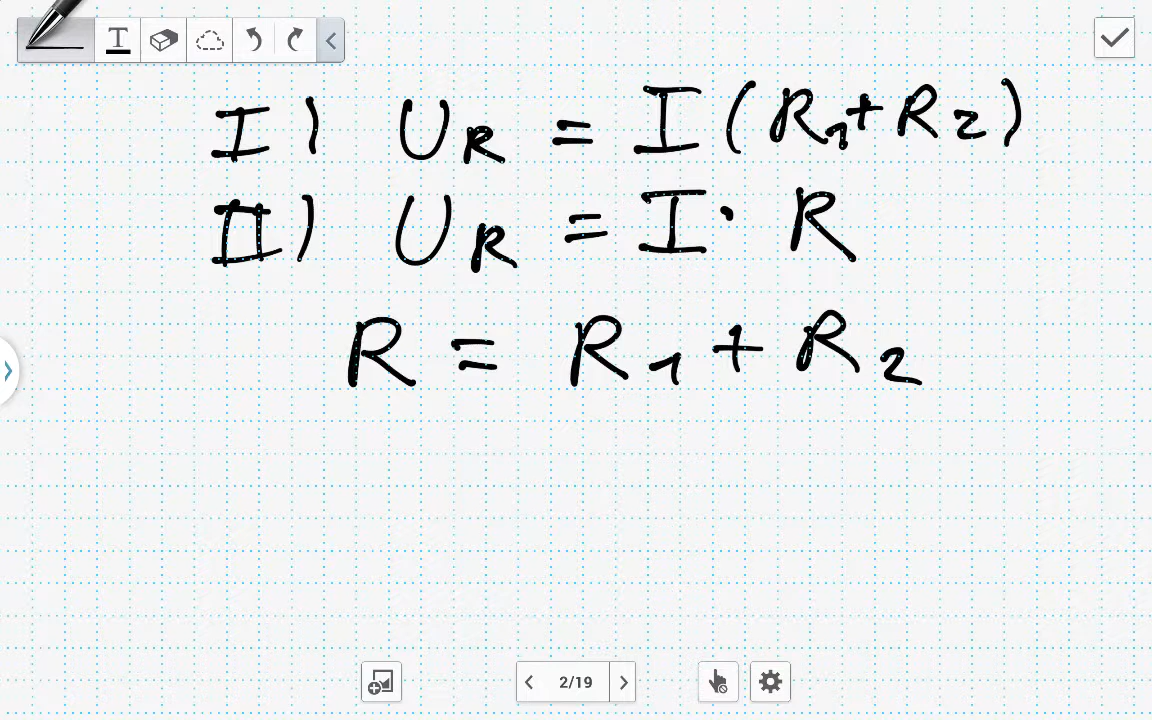 T
I) U_R = I (R_1 + R_2)
II) U_R = I · R
R = R_1 + R_2
2/19